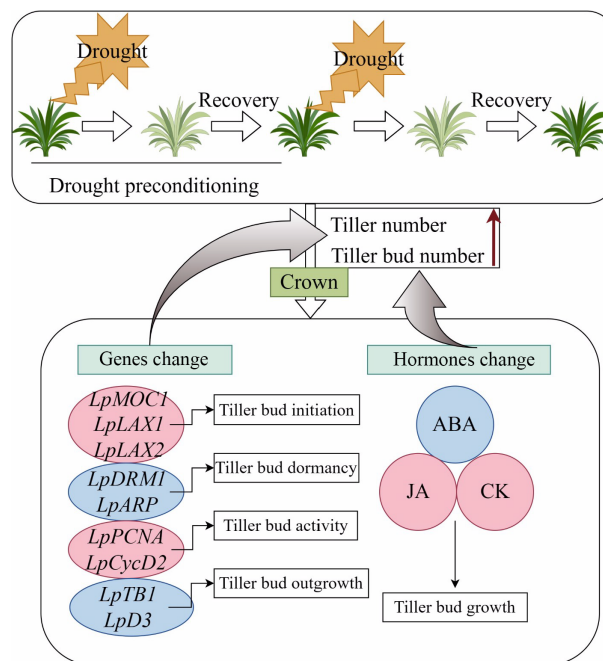 Drought
Drought
Recovery
Recovery
Drought preconditioning
Tiller number
Tiller bud number
Crown
Genes change
Hormones change
LpMOC1
LpLAX1
LpLAX2
Tiller bud initiation
LpDRM1
LpARP
Tiller bud dormancy
LpPCNA
LpCycD2
Tiller bud activity
LpTB1
LpD3
Tiller bud outgrowth
ABA
JA
CK
Tiller bud growth